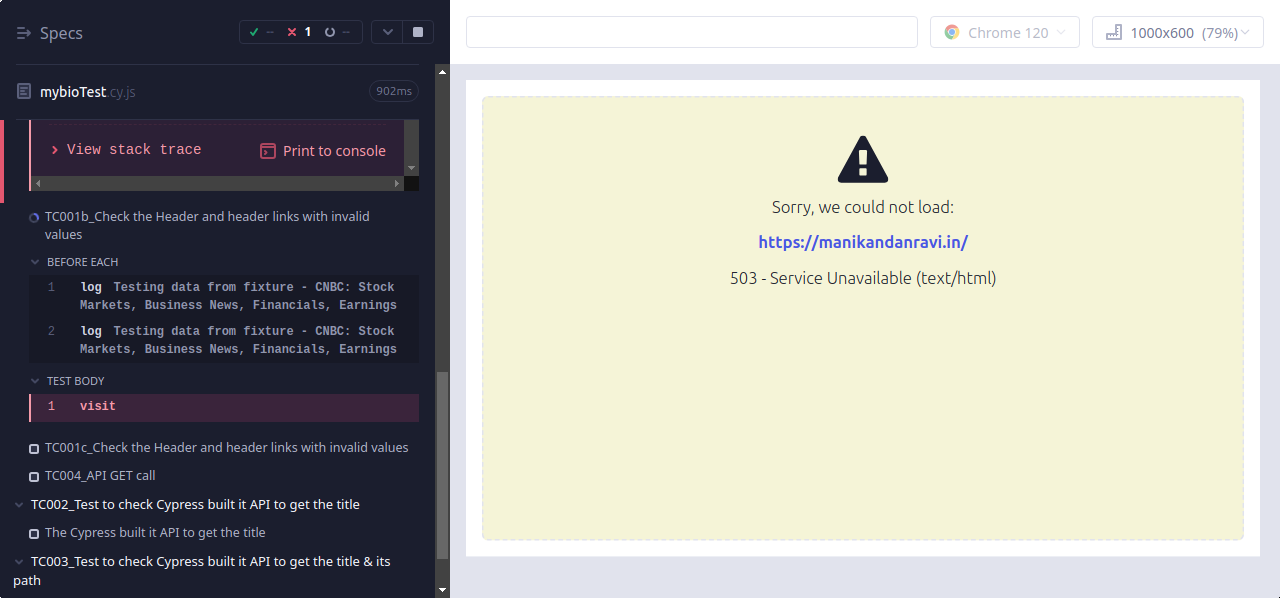 Specs
-- 1 --
mybioTest.cy.js 902ms
View stack trace Print to console
TC001b_Check the Header and header links with invalid
values
BEFORE EACH
1 log Testing data from fixture - CNBC: Stock
Markets, Business News, Financials, Earnings
2 log Testing data from fixture - CNBC: Stock
Markets, Business News, Financials, Earnings
TEST BODY
1 visit
TC001c_Check the Header and header links with invalid values
TC004_API GET call
TC002_Test to check Cypress built it API to get the title
The Cypress built it API to get the title
TC003_Test to check Cypress built it API to get the title & its
path
Chrome 120
1000x600 (79%)
Sorry, we could not load:
https://manikandanravi.in/
503 - Service Unavailable (text/html)